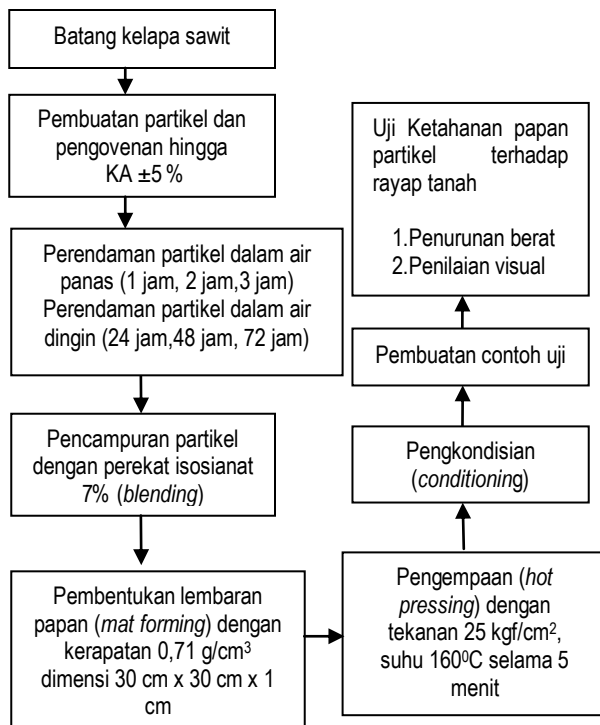 Batang kelapa sawit
Pembuatan partikel dan
pengovenan hingga
KA ±5 %
Perendaman partikel dalam air
panas (1 jam, 2 jam,3 jam)
Perendaman partikel dalam air
dingin (24 jam,48 jam, 72 jam)
Pencampuran partikel
dengan perekat isosianat
7% (blending)
Pembentukan lembaran
papan (mat forming) dengan
kerapatan 0,71 g/cm³
dimensi 30 cm x 30 cm x 1
cm
Pengempaan (hot
pressing) dengan
tekanan 25 kgf/cm²,
suhu 160⁰C selama 5
menit
Pengkondisian
(conditioning)
Pembuatan contoh uji
Uji Ketahanan papan
partikel terhadap
rayap tanah
1.Penurunan berat
2.Penilaian visual